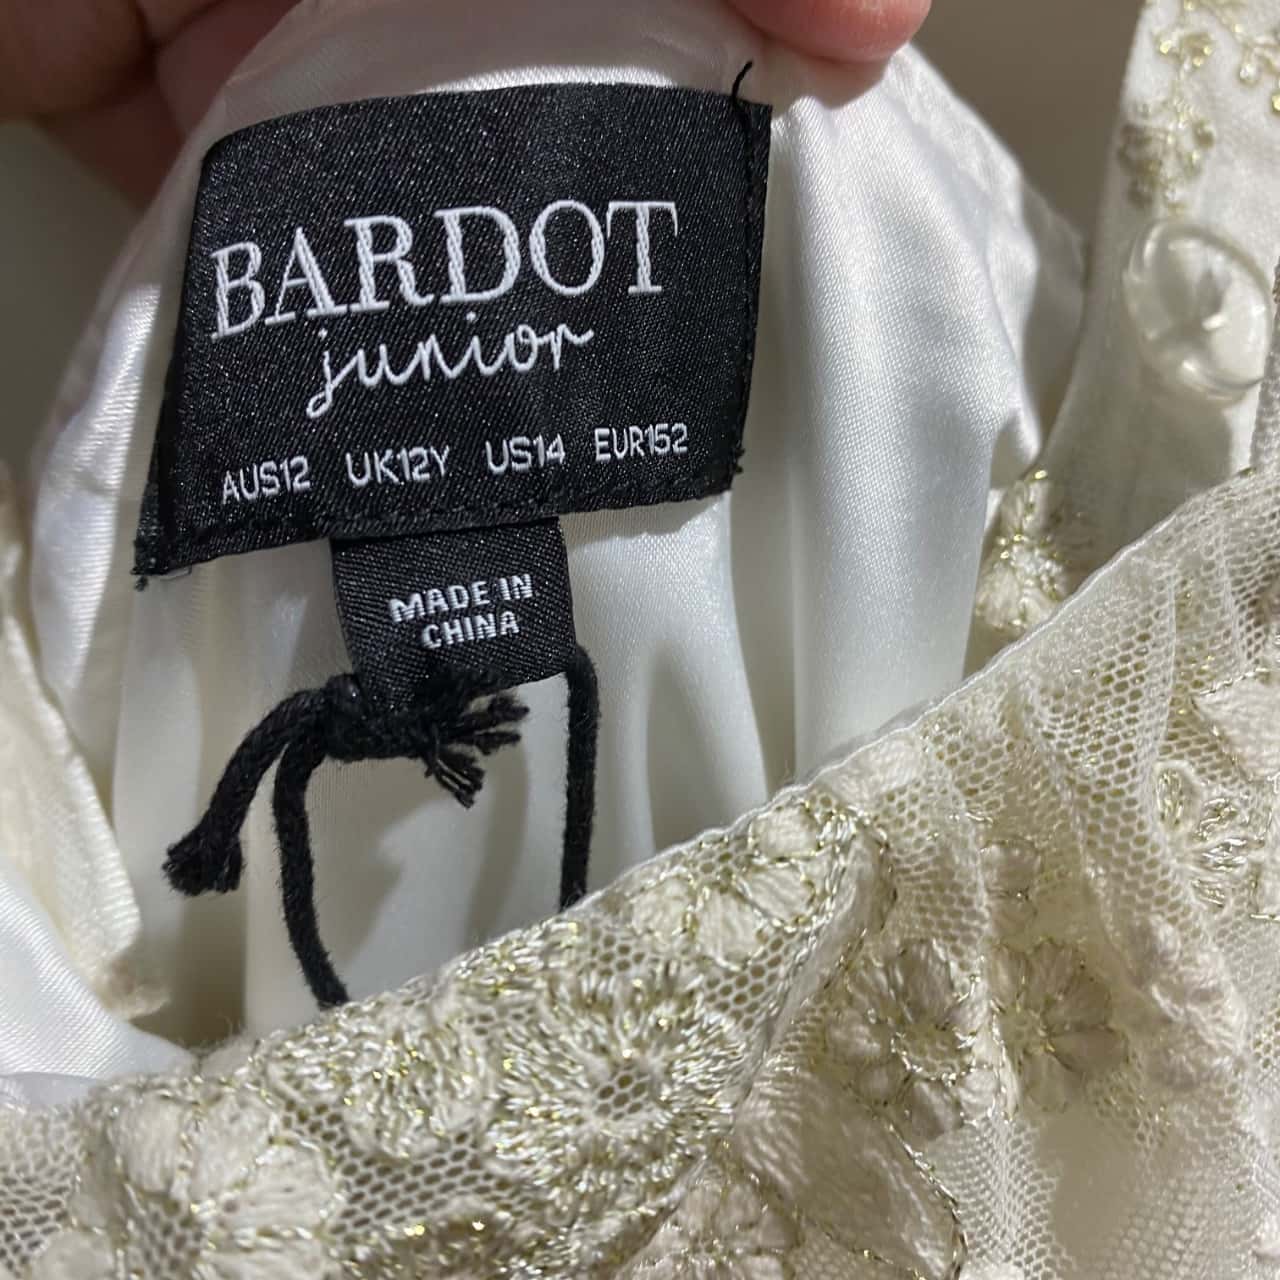 BARDOT
junior
AUS12 UK12Y US14 EUR152
MADE IN
CHINA